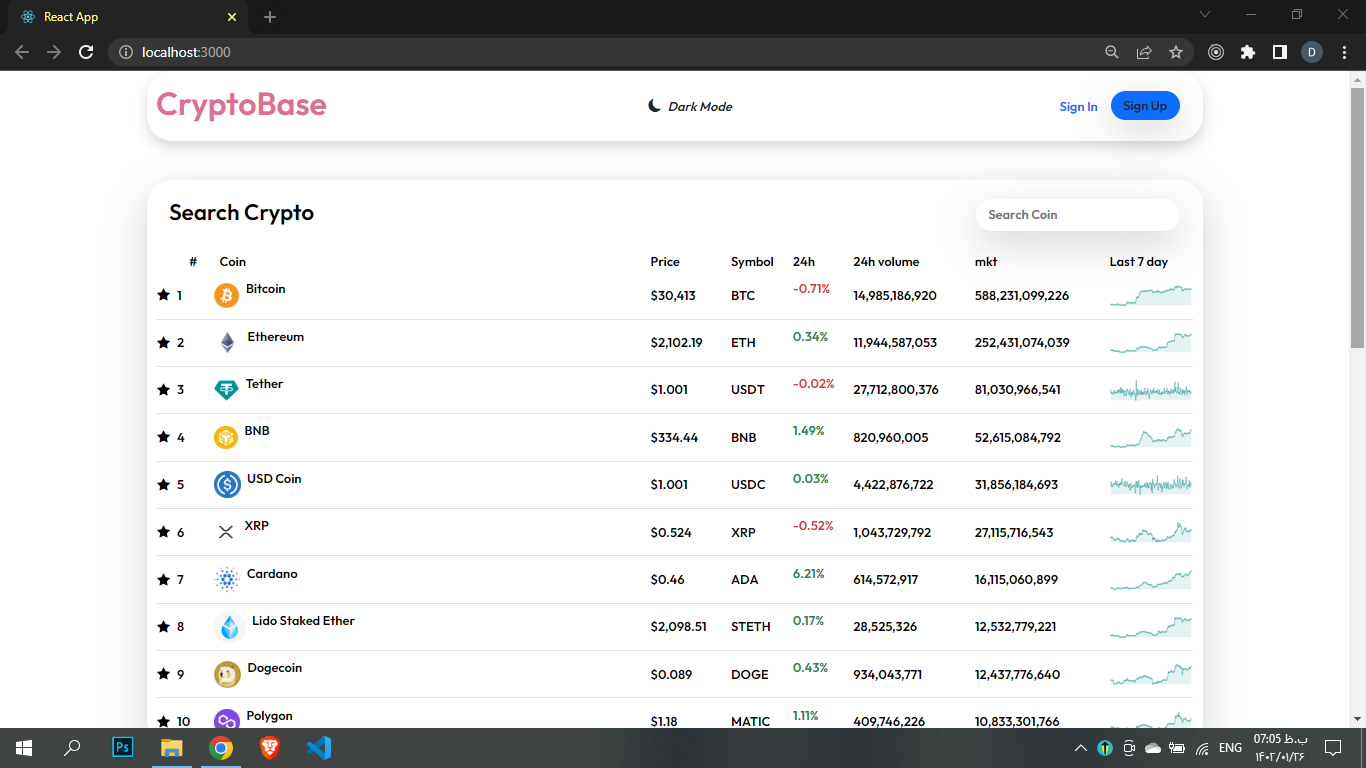 React App
localhost:3000
D
CryptoBase
Dark Mode
Sign In
Sign Up
Search Crypto
Search Coin
# Coin Price Symbol 24h 24h volume mkt Last 7 day
1 Bitcoin $30,413 BTC -0.71% 14,985,186,920 588,231,099,226
2 Ethereum $2,102.19 ETH 0.34% 11,944,587,053 252,431,074,039
3 Tether $1.001 USDT -0.02% 27,712,800,376 81,030,966,541
4 BNB $334.44 BNB 1.49% 820,960,005 52,615,084,792
5 USD Coin $1.001 USDC 0.03% 4,422,876,722 31,856,184,693
6 XRP $0.524 XRP -0.52% 1,043,729,792 27,115,716,543
7 Cardano $0.46 ADA 6.21% 614,572,917 16,115,060,899
8 Lido Staked Ether $2,098.51 STETH 0.17% 28,525,326 12,532,779,221
9 Dogecoin $0.089 DOGE 0.43% 934,043,771 12,437,776,640
10 Polygon $1.18 MATIC 1.11% 409,746,226 10,833,301,766
Ps
ENG
07:05 ب.ظ
۱۴۰۲/۰۱/۲۶